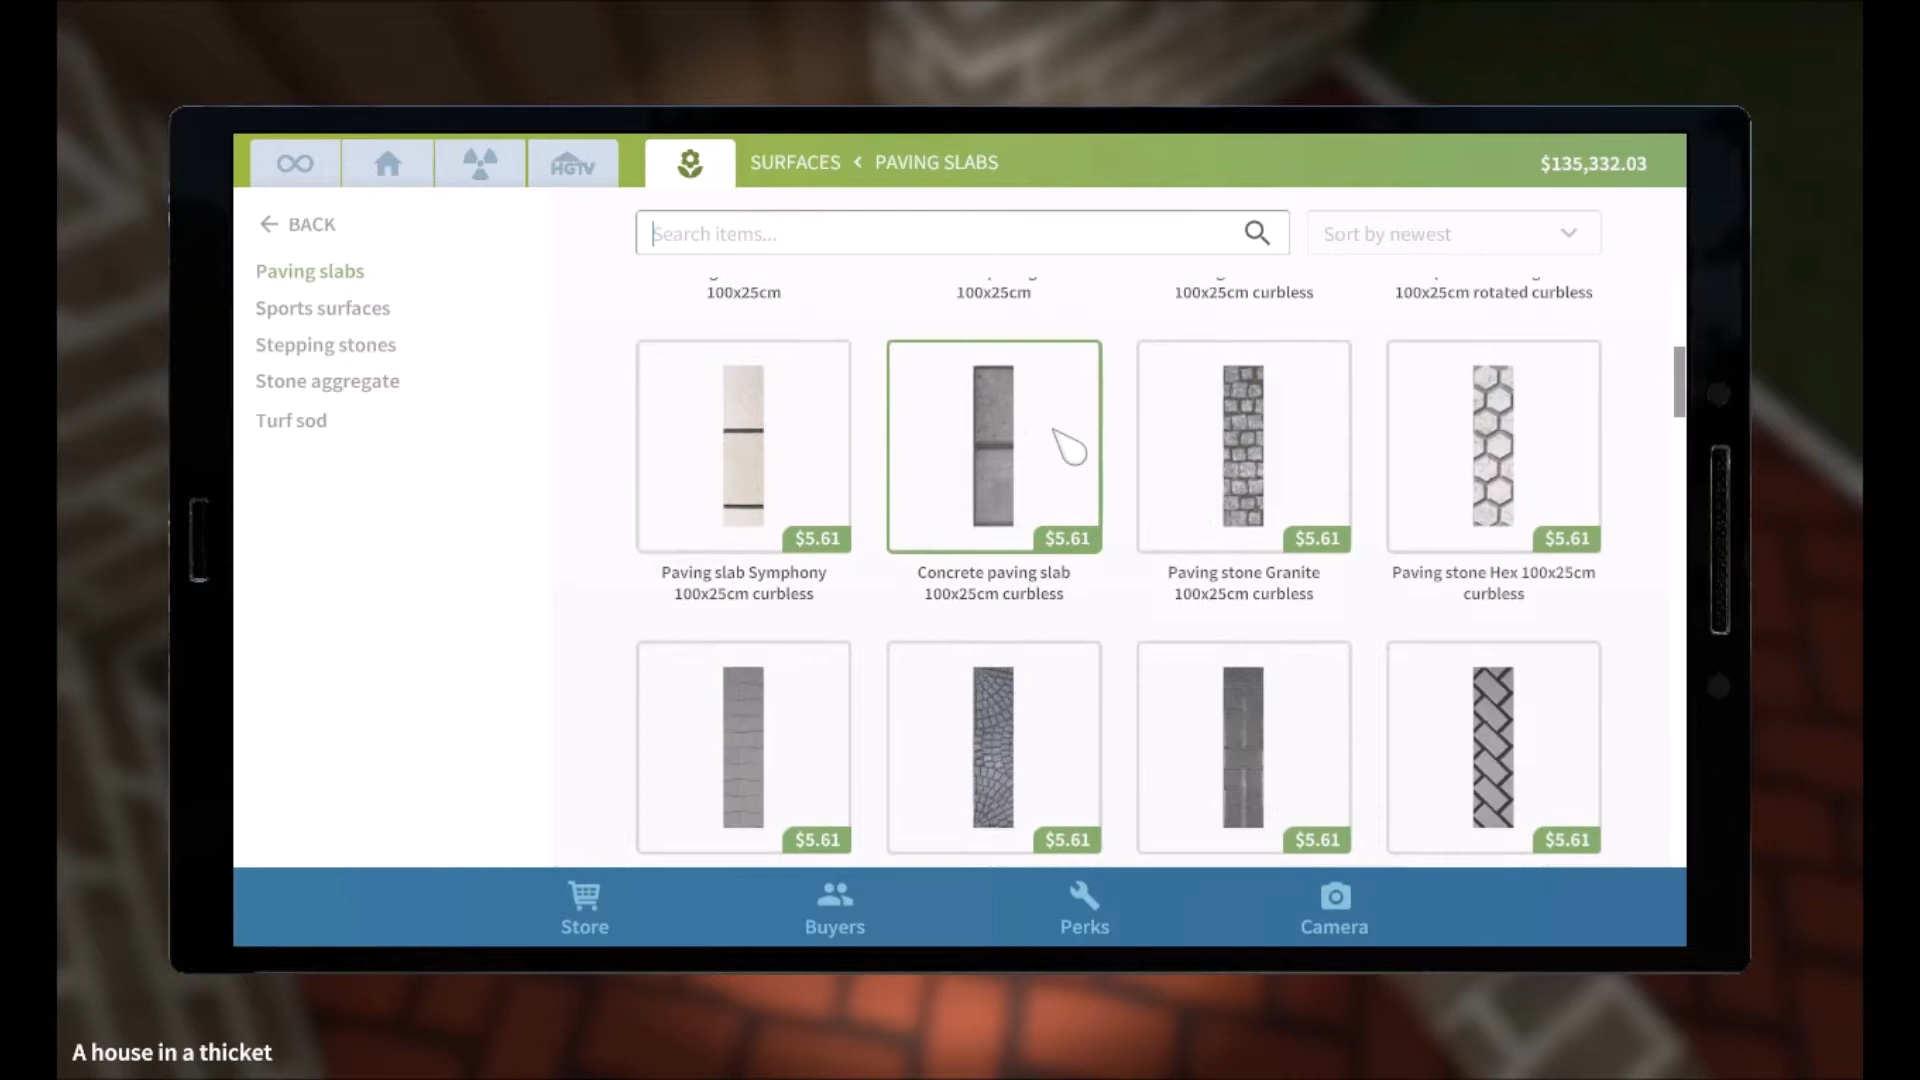 HGTV
SURFACES < PAVING SLABS
$135,332.03
BACK
Search items...
Sort by newest
Paving slabs
Sports surfaces
Stepping stones
Stone aggregate
Turf sod
100x25cm
100x25cm
100x25cm curbless
100x25cm rotated curbless
$5.61
$5.61
$5.61
$5.61
Paving slab Symphony
100x25cm curbless
Concrete paving slab
100x25cm curbless
Paving stone Granite
100x25cm curbless
Paving stone Hex 100x25cm
curbless
$5.61
$5.61
$5.61
$5.61
Store
Buyers
Perks
Camera
A house in a thicket